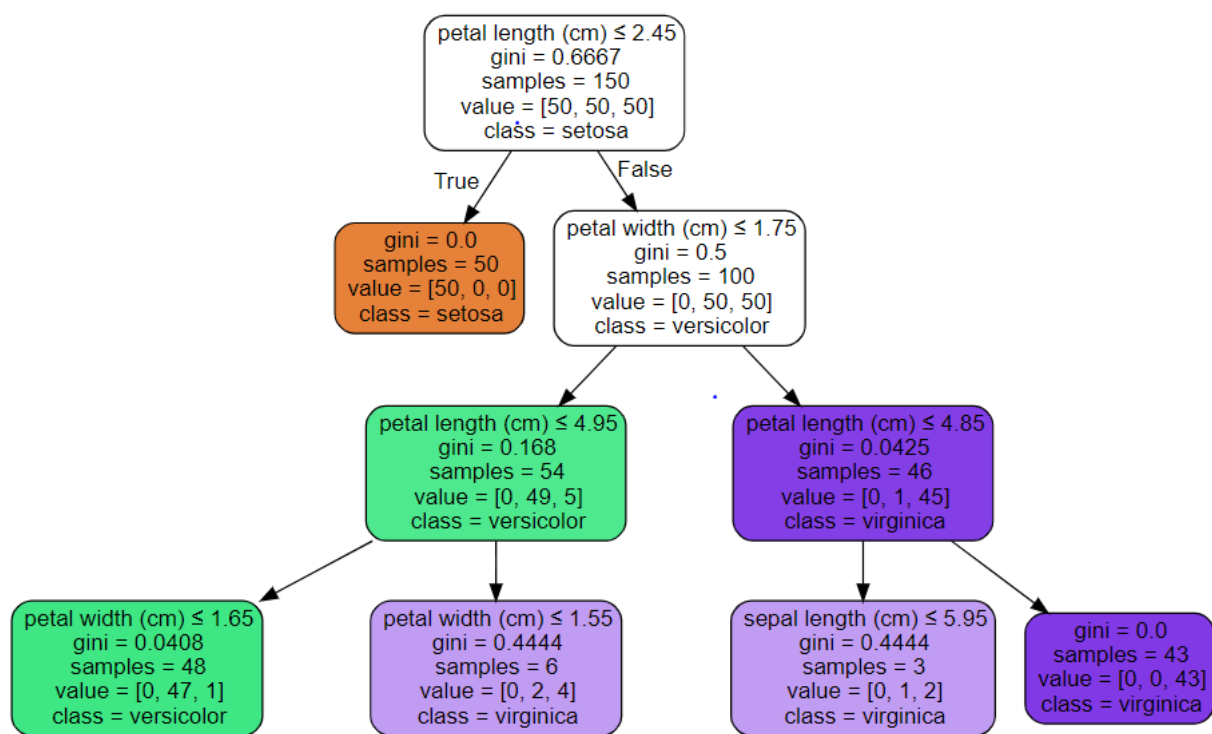 petal length (cm) ≤ 2.45
gini = 0.6667
samples = 150
value = [50, 50, 50]
class = setosa
True
False
gini = 0.0
samples = 50
value = [50, 0, 0]
class = setosa
petal width (cm) ≤ 1.75
gini = 0.5
samples = 100
value = [0, 50, 50]
class = versicolor
petal length (cm) ≤ 4.95
gini = 0.168
samples = 54
value = [0, 49, 5]
class = versicolor
petal length (cm) ≤ 4.85
gini = 0.0425
samples = 46
value = [0, 1, 45]
class = virginica
petal width (cm) ≤ 1.65
gini = 0.0408
samples = 48
value = [0, 47, 1]
class = versicolor
petal width (cm) ≤ 1.55
gini = 0.4444
samples = 6
value = [0, 2, 4]
class = virginica
sepal length (cm) ≤ 5.95
gini = 0.4444
samples = 3
value = [0, 1, 2]
class = virginica
gini = 0.0
samples = 43
value = [0, 0, 43]
class = virginica